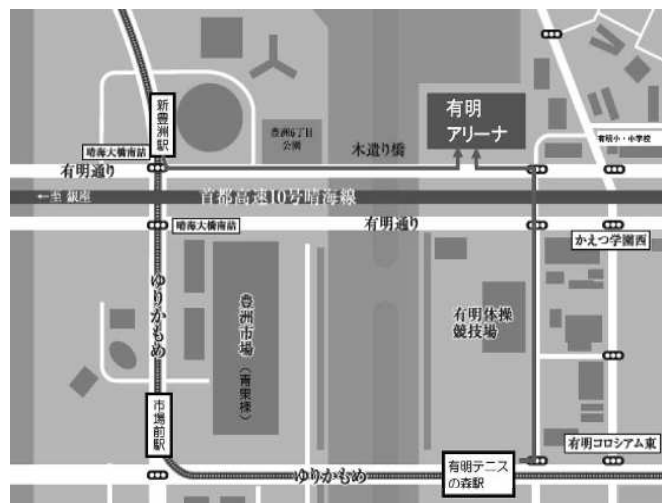 新豊洲駅
晴海大橋南詰
有明通り
豊洲6丁目
公園
木遣り橋
有明
アリーナ
有明小・中学校
←至 銀座
首都高速10号晴海線
晴海大橋南詰
有明通り
かえつ学園西
ゆりかもめ
豊洲市場
（青果棟）
有明体操
競技場
市場前駅
有明コロシアム東
有明テニス
の森駅
ゆりかもめ